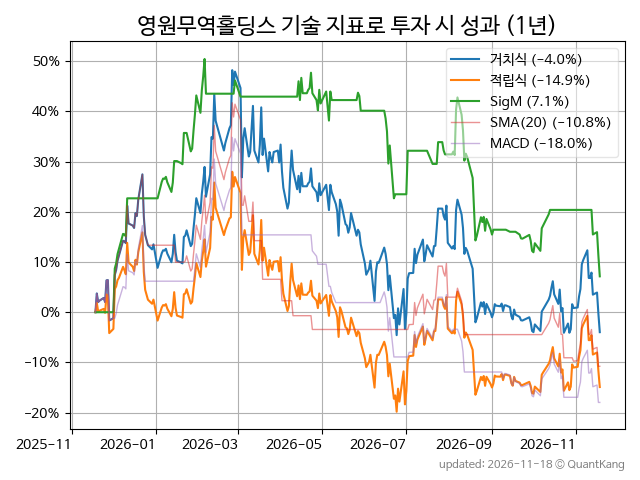 영원무역홀딩스 기술 지표로 투자 시 성과 (1년)
거치식 (−4.0%)
적립식 (−14.9%)
SigM (7.1%)
SMA(20) (−10.8%)
MACD (−18.0%)
50%
40%
30%
20%
10%
0%
−10%
−20%
2025-11
2026-01
2026-03
2026-05
2026-07
2026-09
2026-11
updated: 2026-11-18 © QuantKang